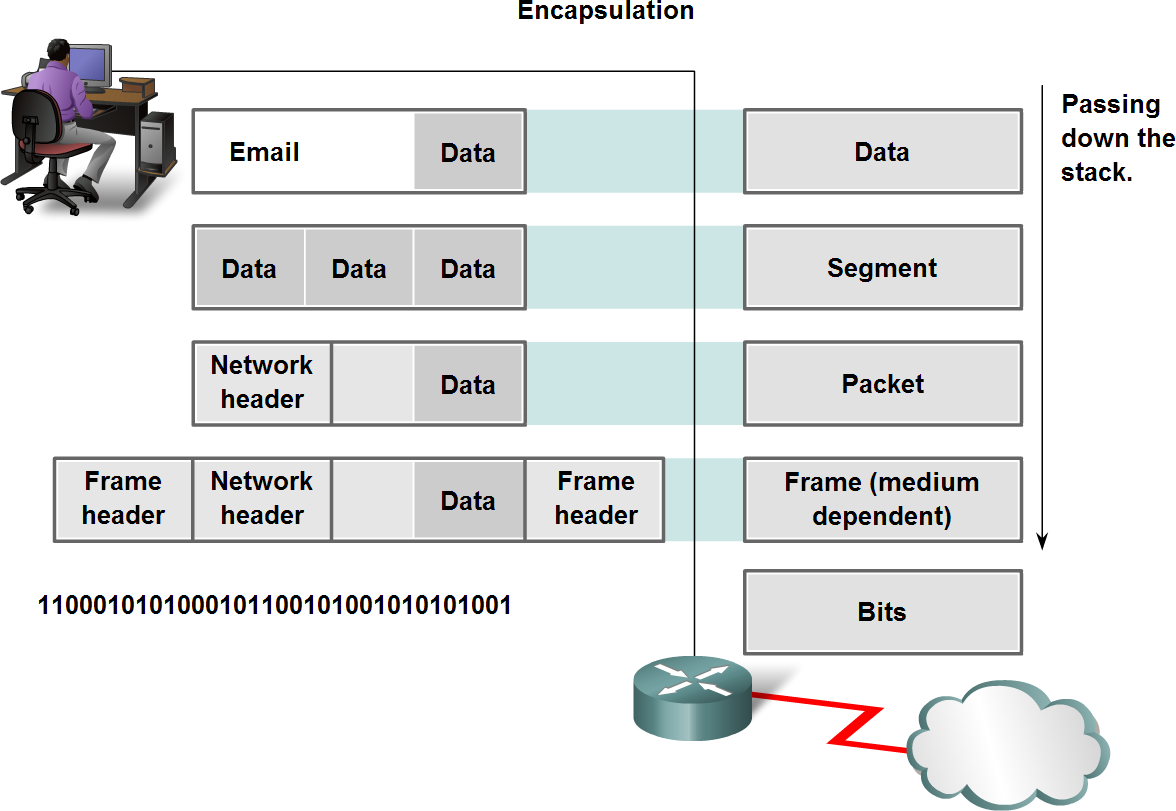 Encapsulation
Passing
down the
stack.
Email Data Data
Data Data Data Segment
Network
header Data Packet
Frame
header Network
header Data Frame
header Frame (medium
dependent)
11000101010001011001010010101001
Bits